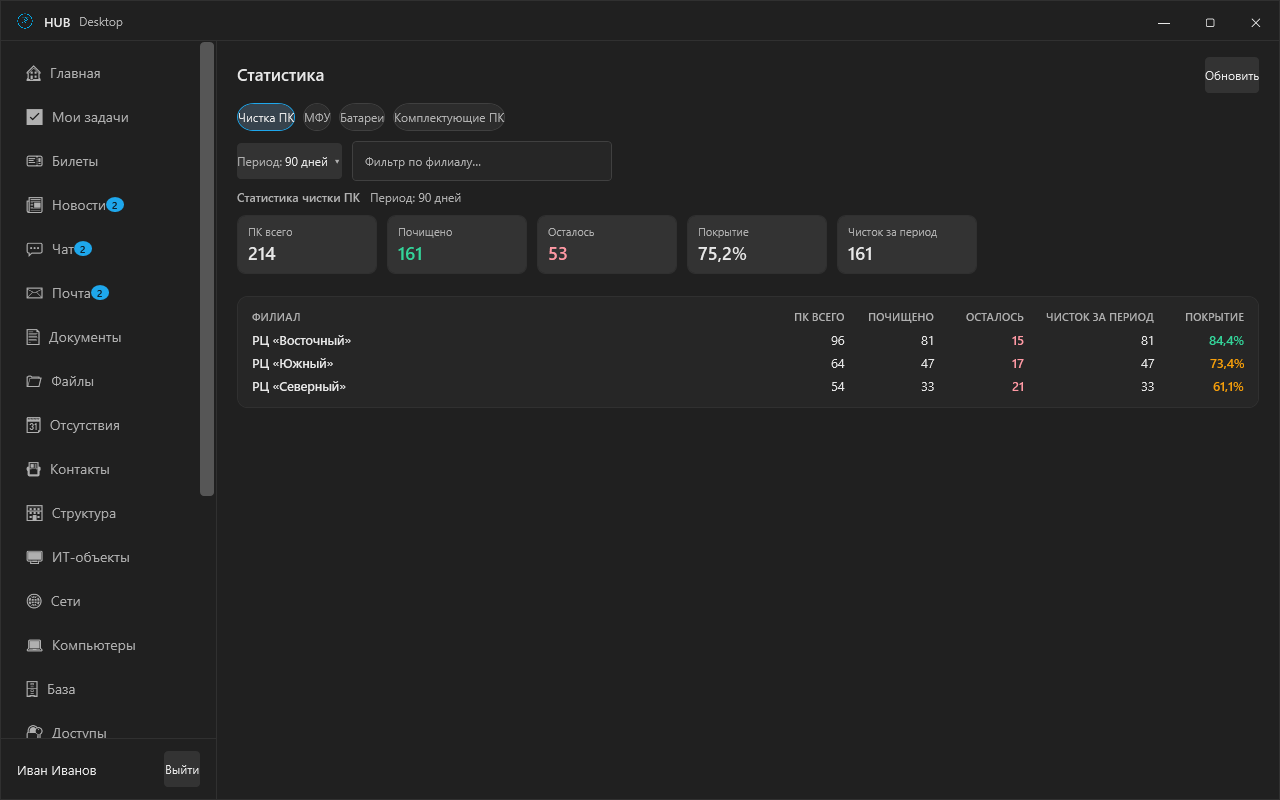 HUB Desktop
Главная
Мои задачи
Билеты
Новости 2
Чат 2
Почта 2
Документы
Файлы
31 Отсутствия
Контакты
Структура
ИТ-объекты
Сети
Компьютеры
База
Доступы
Иван Иванов Выйти
Статистика Обновить
Чистка ПК МФУ Батареи Комплектующие ПК
Период: 90 дней Фильтр по филиалу...
Статистика чистки ПК Период: 90 дней
ПК всего Почищено Осталось Покрытие Чисток за период
214 161 53 75,2% 161
ФИЛИАЛ ПК ВСЕГО ПОЧИЩЕНО ОСТАЛОСЬ ЧИСТОК ЗА ПЕРИОД ПОКРЫТИЕ
РЦ «Восточный» 96 81 15 81 84,4%
РЦ «Южный» 64 47 17 47 73,4%
РЦ «Северный» 54 33 21 33 61,1%